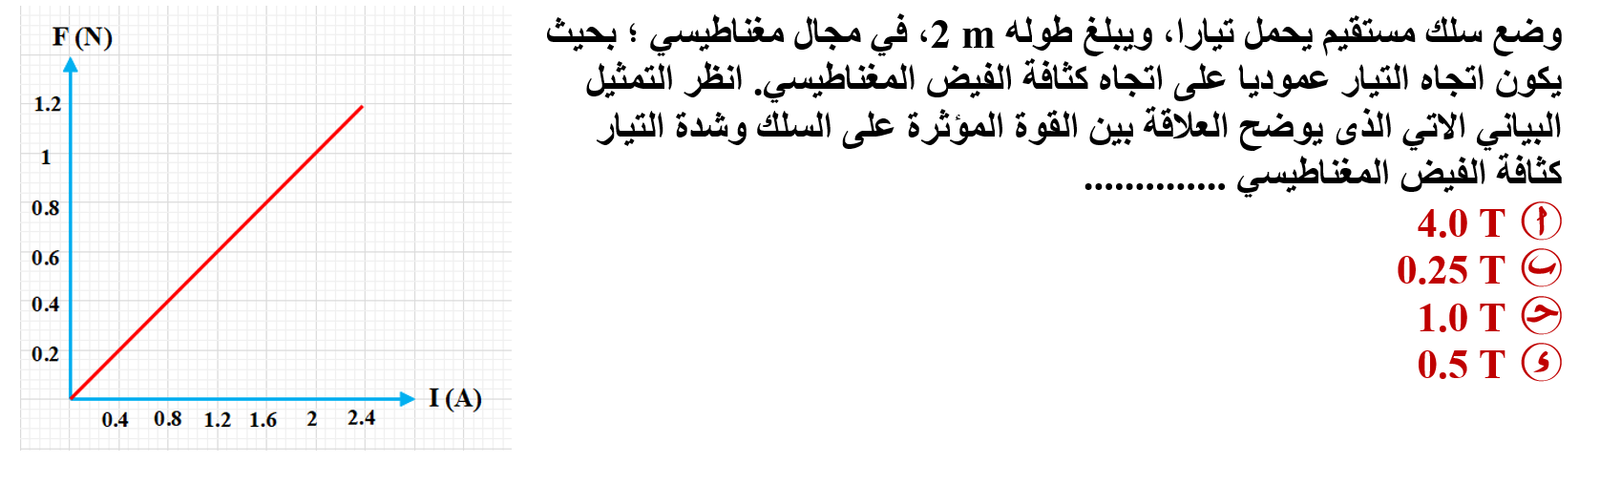 وضع سلك مستقيم يحمل تيارا، ويبلغ طوله 2 m، في مجال مغناطيسي ؛ بحيث
يكون اتجاه التيار عموديا على اتجاه كثافة الفيض المغناطيسي. انظر التمثيل
البياني الاتي الذى يوضح العلاقة بين القوة المؤثرة على السلك وشدة التيار
كثافة الفيض المغناطيسي ..............
أ 4.0 T
ب 0.25 T
ج 1.0 T
د 0.5 T
F (N)
1.2
1
0.8
0.6
0.4
0.2
0.4 0.8 1.2 1.6 2 2.4
I (A)